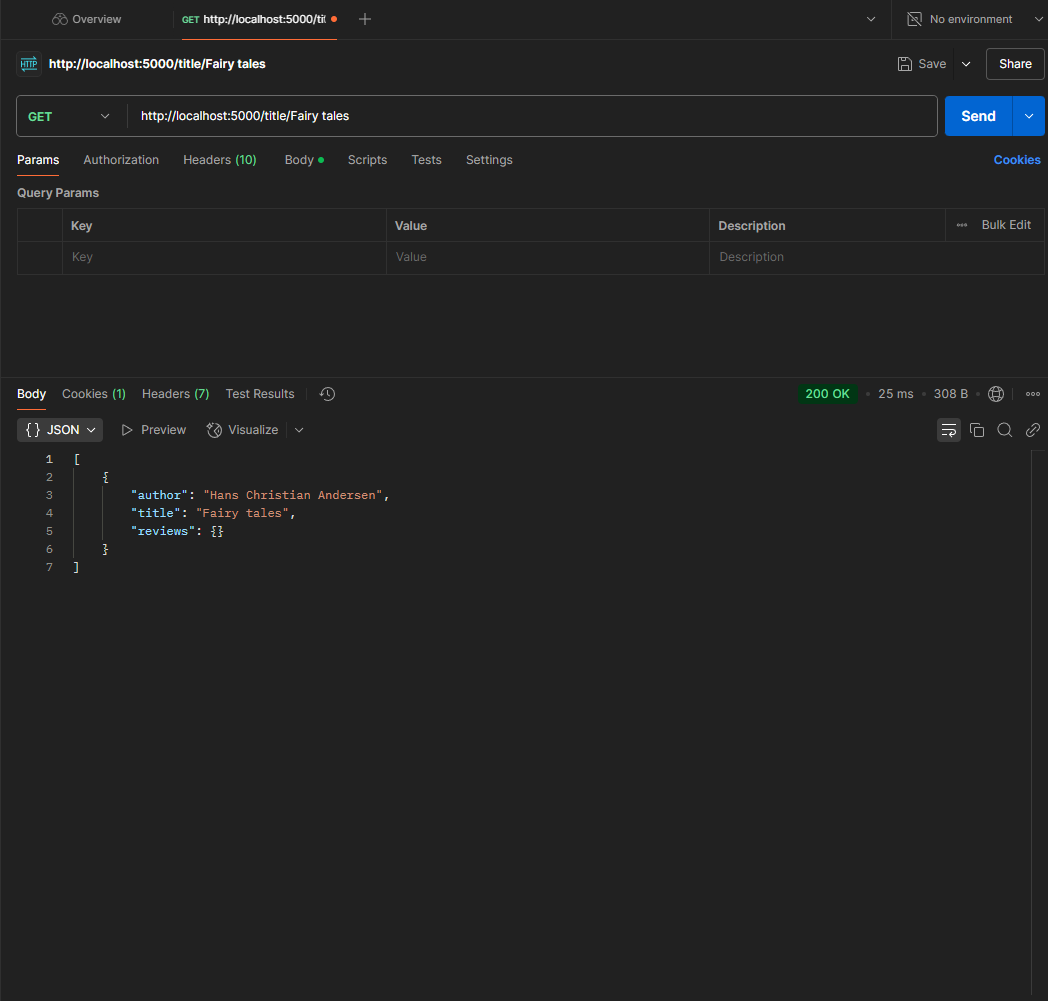 Overview
GET http://localhost:5000/tit
No environment
HTTP http://localhost:5000/title/Fairy tales
Save
Share
GET http://localhost:5000/title/Fairy tales
Send
Params Authorization Headers (10) Body Scripts Tests Settings Cookies
Query Params
Key Value Description Bulk Edit
Key Value Description
Body Cookies (1) Headers (7) Test Results 200 OK 25 ms 308 B
{} JSON Preview Visualize
1 [
2 {
3 "author": "Hans Christian Andersen",
4 "title": "Fairy tales",
5 "reviews": {}
6 }
7 ]